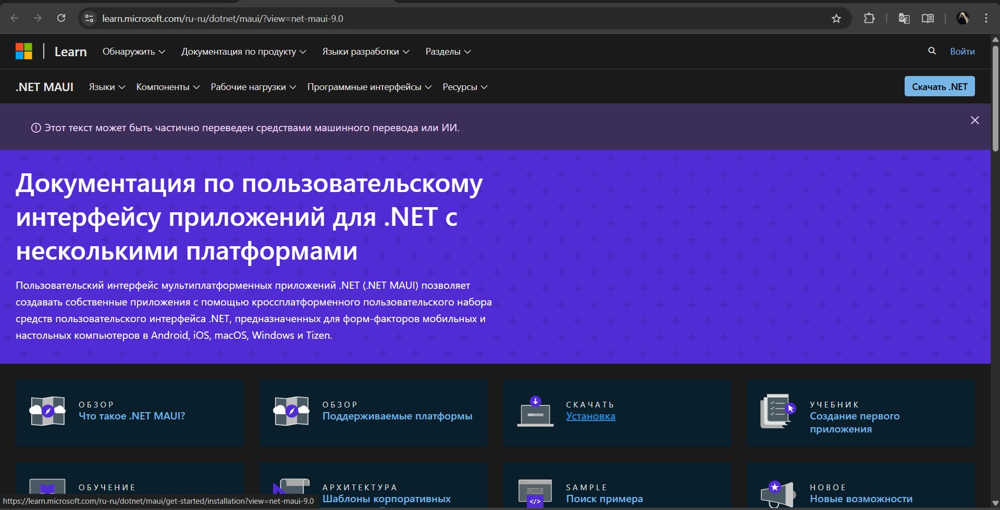 learn.microsoft.com/ru-ru/dotnet/maui/?view=net-maui-9.0
Learn Обнаружить Документация по продукту Языки разработки Разделы Войти
.NET MAUI Языки Компоненты Рабочие нагрузки Программные интерфейсы Ресурсы Скачать .NET
Этот текст может быть частично переведен средствами машинного перевода или ИИ.
Документация по пользовательскому
интерфейсу приложений для .NET с
несколькими платформами
Пользовательский интерфейс мультиплатформенных приложений .NET (.NET MAUI) позволяет
создавать собственные приложения с помощью кроссплатформенного пользовательского набора
средств пользовательского интерфейса .NET, предназначенных для форм-факторов мобильных и
настольных компьютеров в Android, iOS, macOS, Windows и Tizen.
ОБЗОР
Что такое .NET MAUI?
ОБЗОР
Поддерживаемые платформы
СКАЧАТЬ
Установка
УЧЕБНИК
Создание первого
приложения
ОБУЧЕНИЕ
АРХИТЕКТУРА
Шаблоны корпоративных
SAMPLE
Поиск примера
НОВОЕ
Новые возможности
https://learn.microsoft.com/ru-ru/dotnet/maui/get-started/installation?view=net-maui-9.0